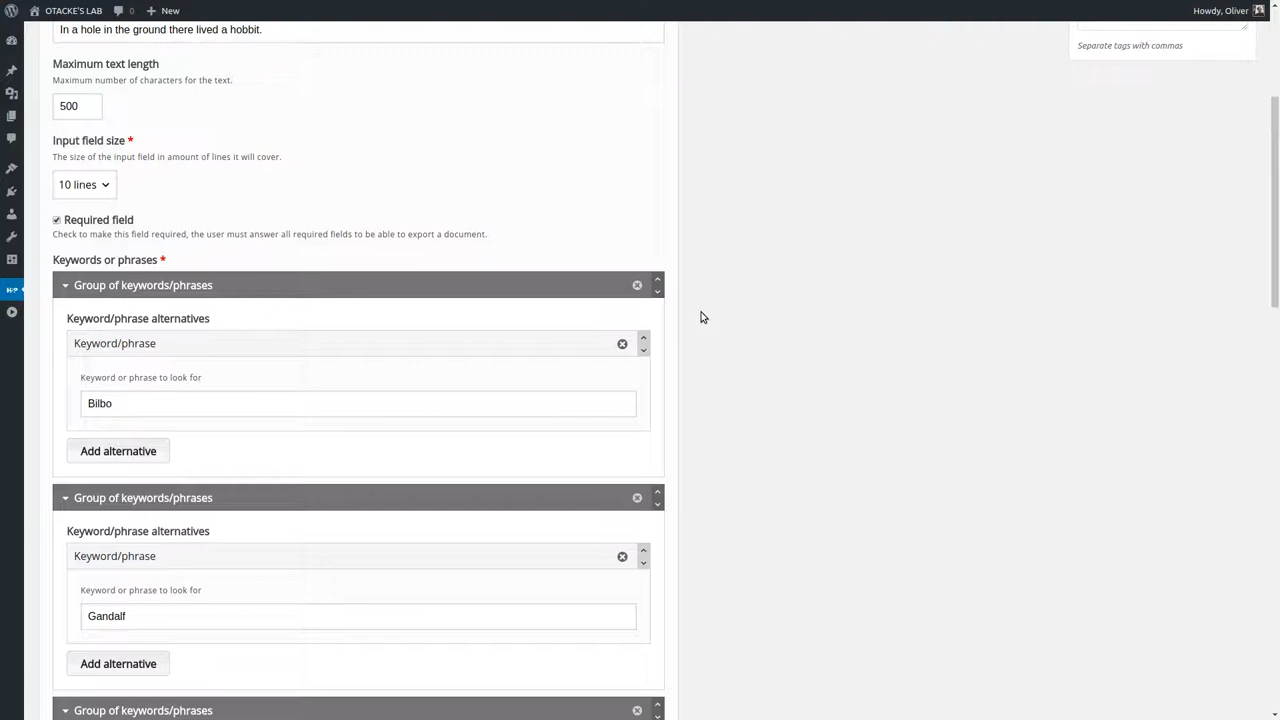 OTACKE'S LAB 0 New Howdy, Oliver
In a hole in the ground there lived a hobbit.
Separate tags with commas
Maximum text length
Maximum number of characters for the text.
500
Input field size *
The size of the input field in amount of lines it will cover.
10 lines
Required field
Check to make this field required, the user must answer all required fields to be able to export a document.
Keywords or phrases *
Group of keywords/phrases
Keyword/phrase alternatives
Keyword/phrase
Keyword or phrase to look for
Bilbo
Add alternative
Group of keywords/phrases
Keyword/phrase alternatives
Keyword/phrase
Keyword or phrase to look for
Gandalf
Add alternative
Group of keywords/phrases